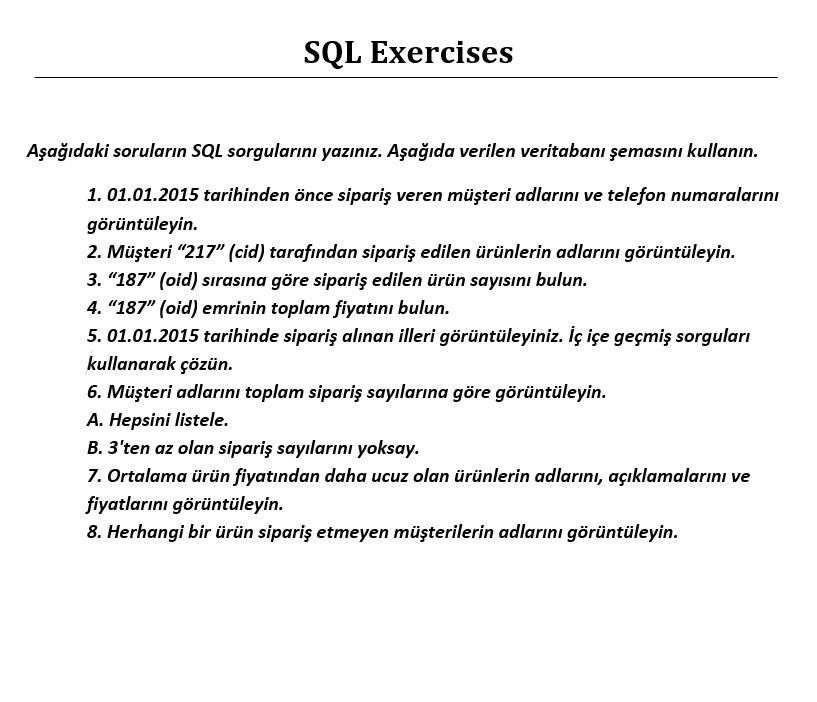 SQL Exercises
Aşağıdaki soruların SQL sorgularını yazınız. Aşağıda verilen veritabanı şemasını kullanın.
1. 01.01.2015 tarihinden önce sipariş veren müşteri adlarını ve telefon numaralarını
görüntüleyin.
2. Müşteri “217” (cid) tarafından sipariş edilen ürünlerin adlarını görüntüleyin.
3. “187” (oid) sırasına göre sipariş edilen ürün sayısını bulun.
4. “187” (oid) emrinin toplam fiyatını bulun.
5. 01.01.2015 tarihinde sipariş alınan illeri görüntüleyiniz. İç içe geçmiş sorguları
kullanarak çözün.
6. Müşteri adlarını toplam sipariş sayılarına göre görüntüleyin.
A. Hepsini listele.
B. 3'ten az olan sipariş sayılarını yoksay.
7. Ortalama ürün fiyatından daha ucuz olan ürünlerin adlarını, açıklamalarını ve
fiyatlarını görüntüleyin.
8. Herhangi bir ürün sipariş etmeyen müşterilerin adlarını görüntüleyin.